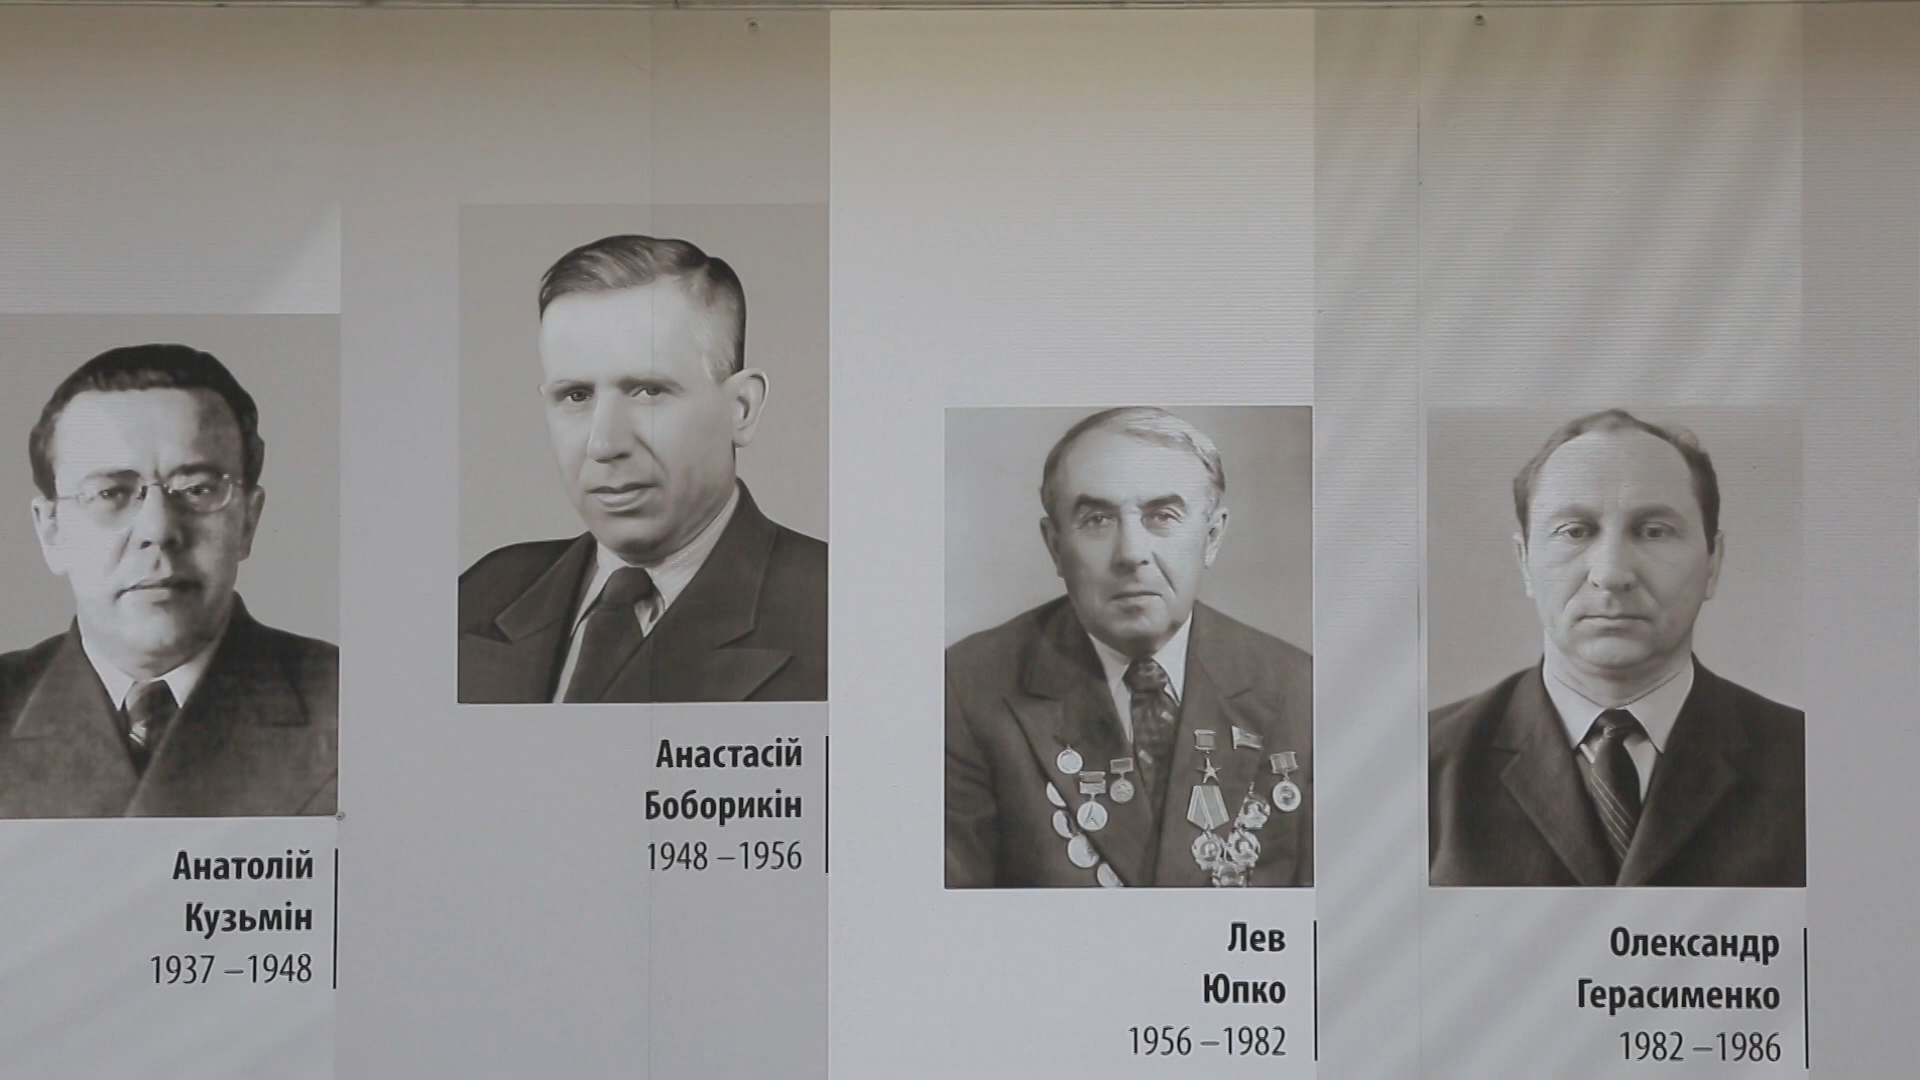 Анатолій
Кузьмін
1937 –1948
Анастасій
Боборикін
1948 –1956
Лев
Юпко
1956 –1982
Олександр
Герасименко
1982 –1986